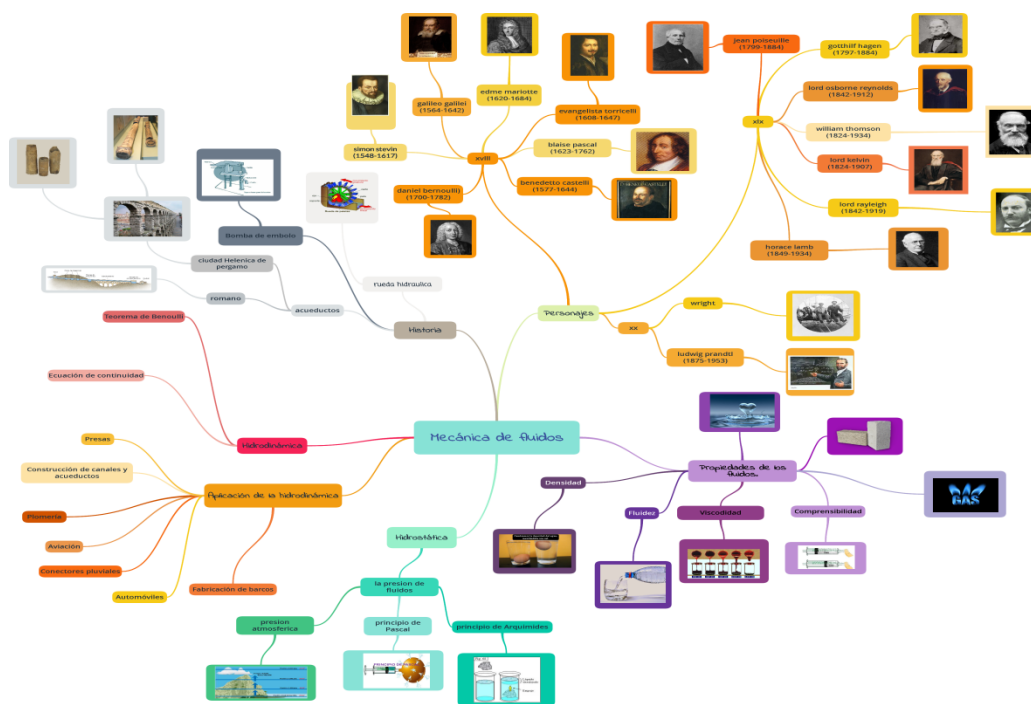 Mecánica de fluidos
Historia
Bomba de embolo
rueda hidraulica
acueductos
ciudad Helenica de
pergamo
romano
Personajes
xviii
simon stevin
(1548-1617)
galileo galilei
(1564-1642)
edme mariotte
(1620-1684)
evangelista torricelli
(1608-1647)
blaise pascal
(1623-1762)
benedetto castelli
(1577-1644)
daniel bernoulli)
(1700-1782)
xix
jean poiseuille
(1799-1884)
gotthilf hagen
(1797-1884)
lord osborne reynolds
(1842-1912)
william thomson
(1824-1934)
lord kelvin
(1824-1907)
lord rayleigh
(1842-1919)
horace lamb
(1849-1934)
xx
wright
ludwig prandtl
(1875-1953)
Hidrodinámica
Teorema de Benoulli
Ecuación de continuidad
Aplicación de la hidrodinámica
Presas
Construcción de canales y
acueductos
Plomería
Aviación
Conectores pluviales
Automóviles
Fabricación de barcos
Hidrostática
la presion de
fluidos
presion
atmosferica
principio de
Pascal
principio de Arquimides
Propiedades de los
fluidos.
Densidad
Fluidez
Viscodidad
Comprensibilidad
GAS